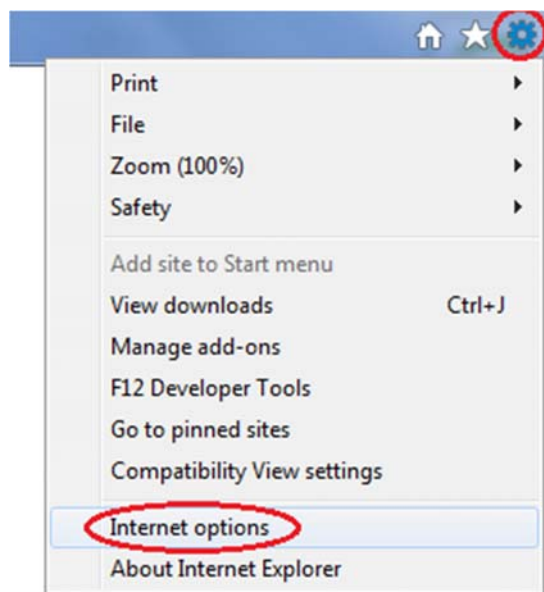 Print
File
Zoom (100%)
Safety
Add site to Start menu
View downloads Ctrl+J
Manage add-ons
F12 Developer Tools
Go to pinned sites
Compatibility View settings
Internet options
About Internet Explorer